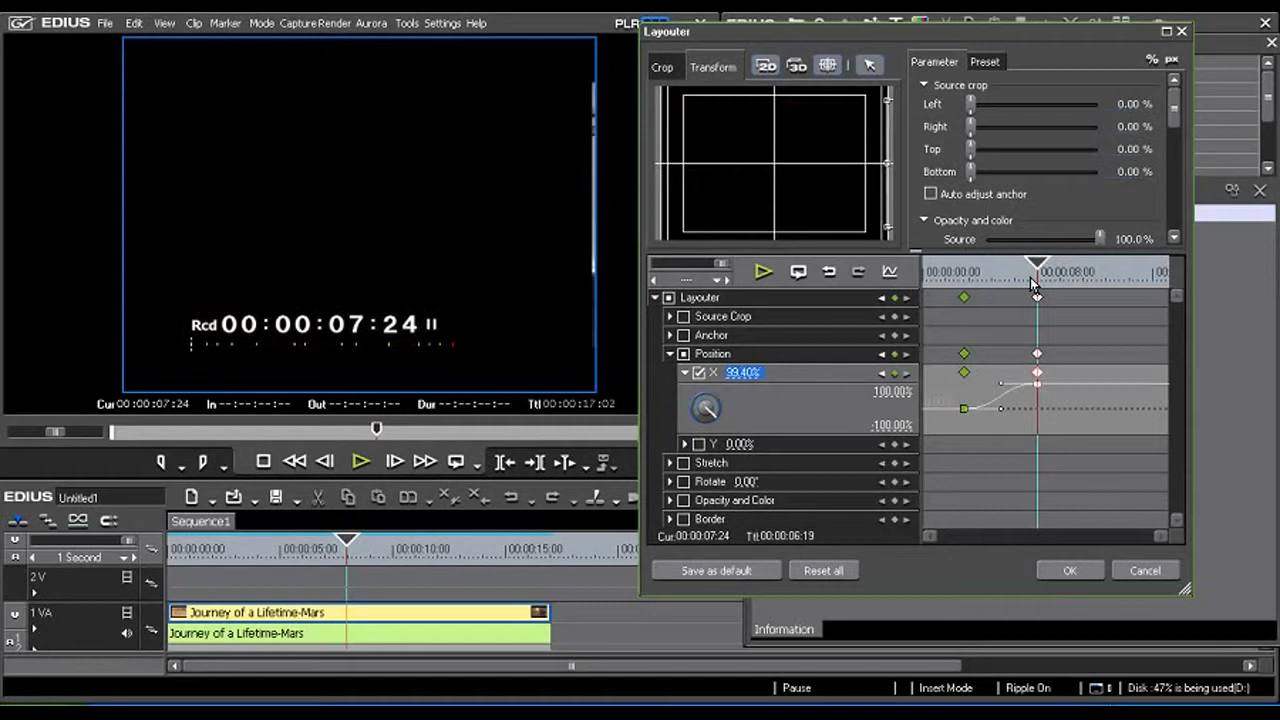 EDIUS File Edit View Clip Marker Mode Capture Render Aurora Tools Settings Help PLR
EDIUS
Layouter
Crop Transform 2D 3D
Parameter Preset % px
Source crop
Left 0.00 %
Right 0.00 %
Top 0.00 %
Bottom 0.00 %
Auto adjust anchor
Opacity and color
Source 100.0%
00:00:00:00 00:00:08:00 00:
Layouter
Source Crop
Anchor
Position
X 99.40%
100.00%
-100.00%
Y 0.00%
Stretch
Rotate 0.00°
Opacity and Color
Border
Cur:00:00:07:24 Ttl:00:00:06:19
Save as default Reset all OK Cancel
Rcd 00:00:07:24
Cur 00:00:07:24 In --:--:--:-- Out --:--:--:-- Dur --:--:--:-- Ttl 00:00:17:02
EDIUS Untitled1
Sequence1
1 Second
00:00:00:00 00:00:05:00 00:00:10:00 00:00:15:00 00:0
2 V
1 VA
Journey of a Lifetime-Mars
Journey of a Lifetime-Mars
Information
Pause Insert Mode Ripple On Disk :47% is being used(D:)